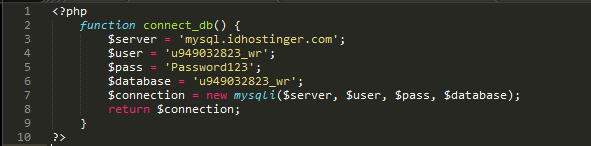 1 <?php
2 function connect_db() {
3 $server = 'mysql.idhostinger.com';
4 $user = 'u949032823_wr';
5 $pass = 'Password123';
6 $database = 'u949032823_wr';
7 $connection = new mysqli($server, $user, $pass, $database);
8 return $connection;
9 }
10 ?>